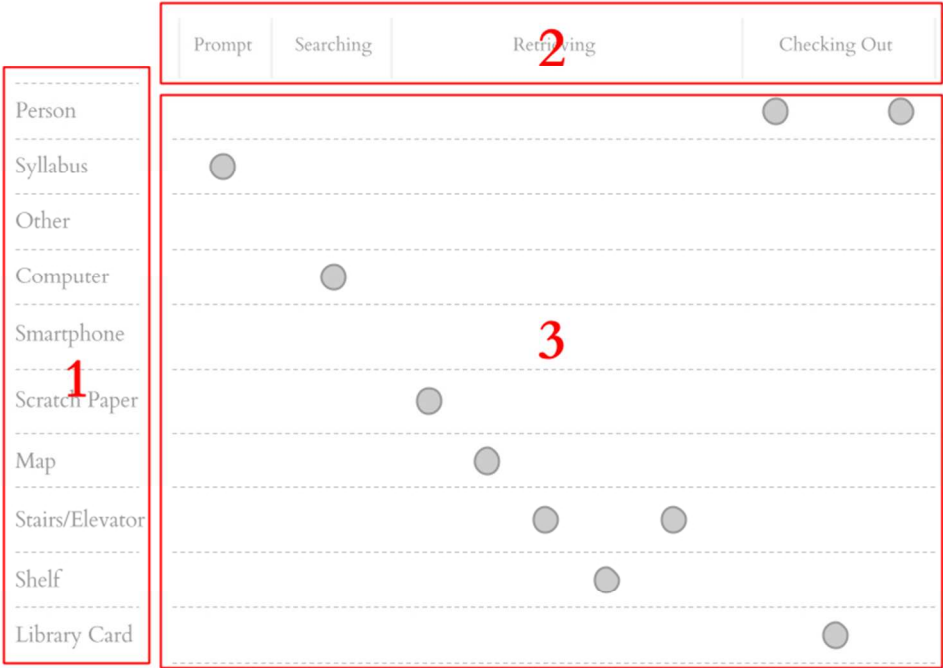 Prompt Searching Retrieving Checking Out
2
Person
Syllabus
Other
Computer
Smartphone
3
1
Scratch Paper
Map
Stairs/Elevator
Shelf
Library Card